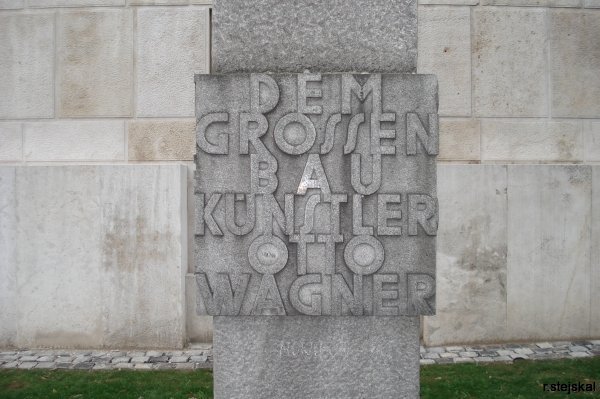 DEM
GROSSEN
BAU
KÜNSTLER
OTTO
WAGNER
r.stejskal